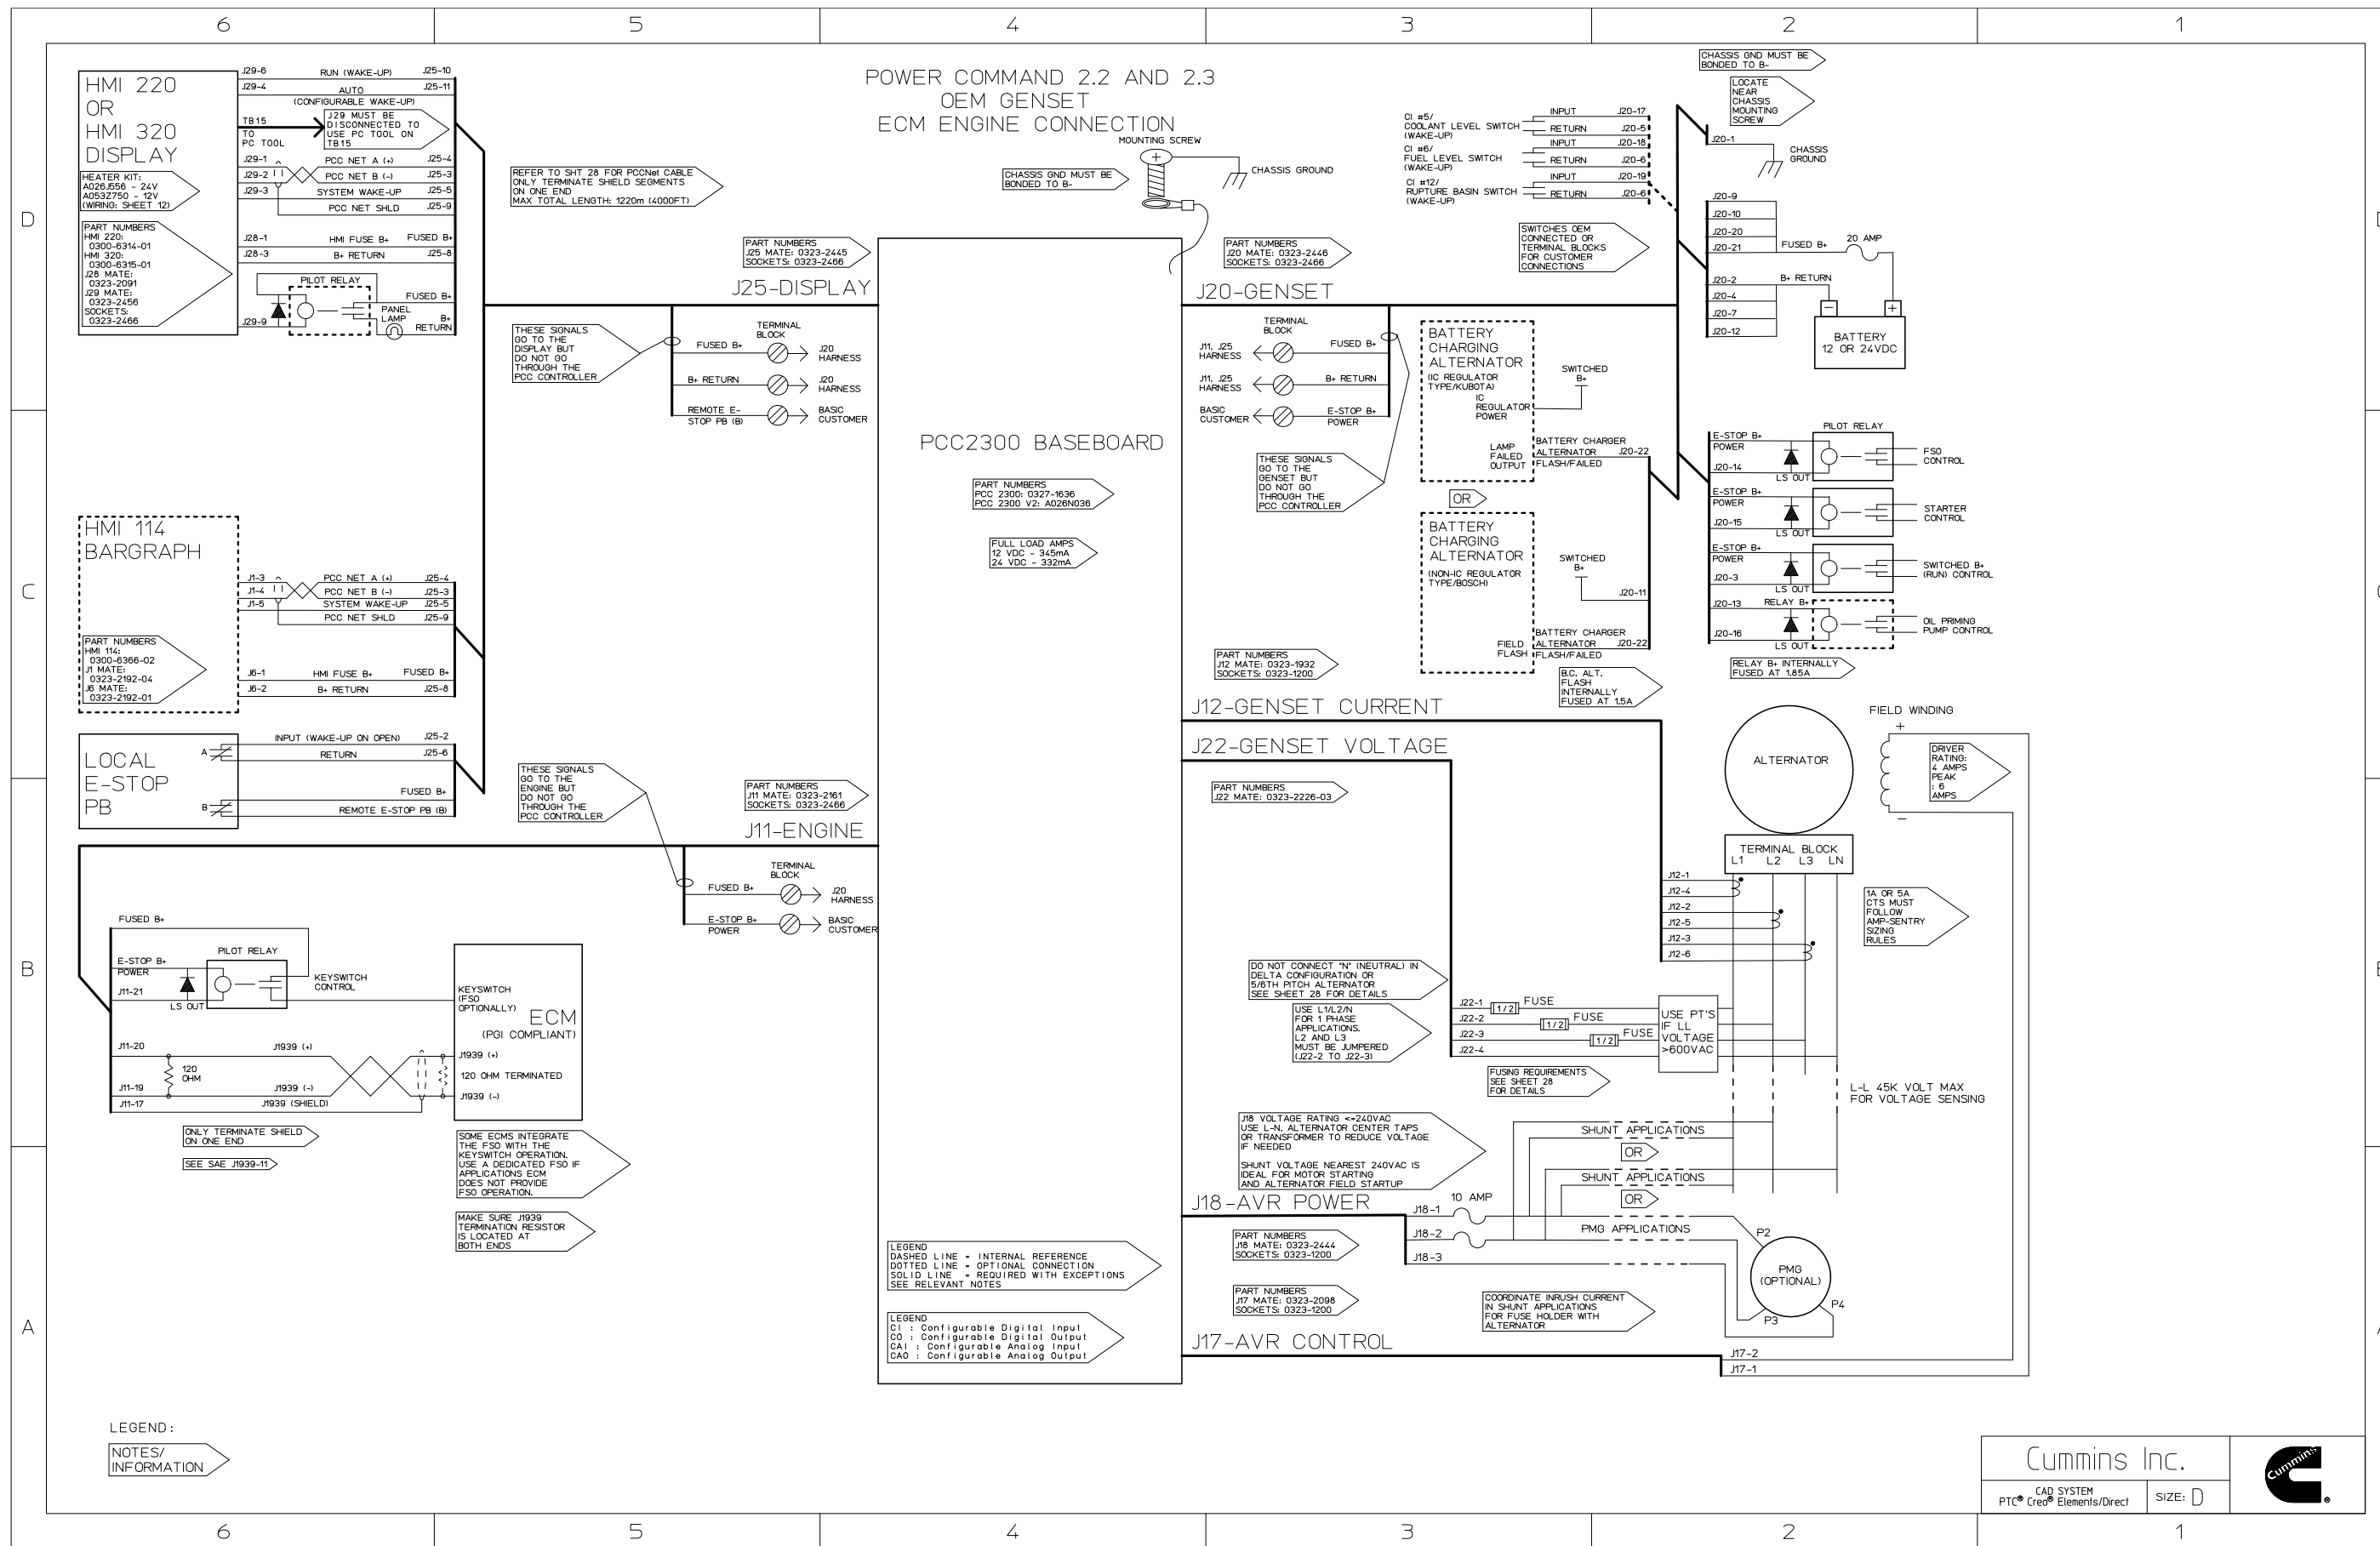 6 5 4 3 2 1
POWER COMMAND 2.2 AND 2.3
OEM GENSET
ECM ENGINE CONNECTION
D
HMI 220
OR
HMI 320
DISPLAY
HEATER KIT:
A026J556 - 24V
A053Z750 - 12V
(WIRING: SHEET 12)
PART NUMBERS
HMI 220:
0300-6314-01
HMI 320:
0300-6315-01
J28 MATE:
0323-2091
J29 MATE:
0323-2456
SOCKETS:
0323-2466
J29-6 RUN (WAKE-UP) J25-10
J29-4 AUTO J25-11
(CONFIGURABLE WAKE-UP)
TB15
TO
PC TOOL
J29 MUST BE
DISCONNECTED TO
USE PC TOOL ON
TB15
J29-1 PCC NET A (+) J25-4
J29-2 PCC NET B (-) J25-3
J29-3 SYSTEM WAKE-UP J25-5
PCC NET SHLD J25-9
J28-1 HMI FUSE B+ FUSED B+
J28-3 B+ RETURN J25-8
PILOT RELAY
FUSED B+
PANEL
LAMP
B+
RETURN
J29-9
REFER TO SHT 28 FOR PCCNet CABLE
ONLY TERMINATE SHIELD SEGMENTS
ON ONE END
MAX TOTAL LENGTH: 1220m (4000FT)
PART NUMBERS
J25 MATE: 0323-2445
SOCKETS: 0323-2466
J25-DISPLAY
THESE SIGNALS
GO TO THE
DISPLAY BUT
DO NOT GO
THROUGH THE
PCC CONTROLLER
TERMINAL
BLOCK
FUSED B+ J20
HARNESS
B+ RETURN J20
HARNESS
REMOTE E-
STOP PB (B)
BASIC
CUSTOMER
MOUNTING SCREW
CHASSIS GND MUST BE
BONDED TO B-
CHASSIS GROUND
PCC2300 BASEBOARD
PART NUMBERS
PCC 2300: 0327-1636
PCC 2300 V2: A026N036
FULL LOAD AMPS
12 VDC - 345mA
24 VDC - 332mA
LEGEND
DASHED LINE = INTERNAL REFERENCE
DOTTED LINE = OPTIONAL CONNECTION
SOLID LINE = REQUIRED WITH EXCEPTIONS
SEE RELEVANT NOTES
LEGEND
CI : Configurable Digital Input
CO : Configurable Digital Output
CAI : Configurable Analog Input
CAO : Configurable Analog Output
CI #5/
COOLANT LEVEL SWITCH
(WAKE-UP)
INPUT J20-17
RETURN J20-5
CI #6/
FUEL LEVEL SWITCH
(WAKE-UP)
INPUT J20-18
RETURN J20-6
CI #12/
RUPTURE BASIN SWITCH
(WAKE-UP)
INPUT J20-19
RETURN J20-6
SWITCHES OEM
CONNECTED OR
TERMINAL BLOCKS
FOR CUSTOMER
CONNECTIONS
PART NUMBERS
J20 MATE: 0323-2446
SOCKETS: 0323-2466
J20-GENSET
CHASSIS GND MUST BE
BONDED TO B-
LOCATE
NEAR
CHASSIS
MOUNTING
SCREW
J20-1
CHASSIS
GROUND
J20-9
J20-10
J20-20
J20-21
FUSED B+
20 AMP
J20-2
B+ RETURN
J20-4
J20-7
J20-12
- +
BATTERY
12 OR 24VDC
TERMINAL
BLOCK
J11, J25
HARNESS
FUSED B+
J11, J25
HARNESS
B+ RETURN
BASIC
CUSTOMER
E-STOP B+
POWER
THESE SIGNALS
GO TO THE
GENSET BUT
DO NOT GO
THROUGH THE
PCC CONTROLLER
BATTERY
CHARGING
ALTERNATOR
(IC REGULATOR
TYPE/KUBOTA)
IC
REGULATOR
POWER
SWITCHED
B+
LAMP
FAILED
OUTPUT
BATTERY CHARGER
ALTERNATOR J20-22
FLASH/FAILED
OR
BATTERY
CHARGING
ALTERNATOR
(NON-IC REGULATOR
TYPE/BOSCH)
SWITCHED
B+
J20-11
FIELD
FLASH
BATTERY CHARGER
ALTERNATOR J20-22
FLASH/FAILED
B.C. ALT.
FLASH
INTERNALLY
FUSED AT 1.5A
E-STOP B+
POWER
PILOT RELAY
J20-14
LS OUT
FSO
CONTROL
E-STOP B+
POWER
J20-15
LS OUT
STARTER
CONTROL
E-STOP B+
POWER
J20-3
LS OUT
SWITCHED B+
(RUN) CONTROL
J20-13 RELAY B+
J20-16
LS OUT
OIL PRIMING
PUMP CONTROL
RELAY B+ INTERNALLY
FUSED AT 1.85A
C
HMI 114
BARGRAPH
PART NUMBERS
HMI 114:
0300-6366-02
J1 MATE:
0323-2192-04
J6 MATE:
0323-2192-01
J1-3 PCC NET A (+) J25-4
J1-4 PCC NET B (-) J25-3
J1-5 SYSTEM WAKE-UP J25-5
PCC NET SHLD J25-9
J6-1 HMI FUSE B+ FUSED B+
J6-2 B+ RETURN J25-8
LOCAL
E-STOP
PB
A
B
INPUT (WAKE-UP ON OPEN) J25-2
RETURN J25-6
FUSED B+
REMOTE E-STOP PB (B)
THESE SIGNALS
GO TO THE
ENGINE BUT
DO NOT GO
THROUGH THE
PCC CONTROLLER
PART NUMBERS
J11 MATE: 0323-2161
SOCKETS: 0323-2466
J11-ENGINE
TERMINAL
BLOCK
FUSED B+ J20
HARNESS
E-STOP B+
POWER
BASIC
CUSTOMER
B
FUSED B+
PILOT RELAY
E-STOP B+
POWER
J11-21
LS OUT
KEYSWITCH
CONTROL
KEYSWITCH
(FSO
OPTIONALLY)
ECM
(PGI COMPLIANT)
J1939 (+)
120 OHM TERMINATED
J1939 (-)
J11-20 J1939 (+)
120
OHM
J11-19 J1939 (-)
J11-17 J1939 (SHIELD)
ONLY TERMINATE SHIELD
ON ONE END
SEE SAE J1939-11
SOME ECMS INTEGRATE
THE FSO WITH THE
KEYSWITCH OPERATION.
USE A DEDICATED FSO IF
APPLICATIONS ECM
DOES NOT PROVIDE
FSO OPERATION.
MAKE SURE J1939
TERMINATION RESISTOR
IS LOCATED AT
BOTH ENDS
PART NUMBERS
J12 MATE: 0323-1932
SOCKETS: 0323-1200
J12-GENSET CURRENT
J22-GENSET VOLTAGE
PART NUMBERS
J22 MATE: 0323-2226-03
ALTERNATOR
FIELD WINDING
+
-
DRIVER
RATING:
4 AMPS
PEAK
: 6
AMPS
TERMINAL BLOCK
L1 L2 L3 LN
J12-1
J12-4
J12-2
J12-5
J12-3
J12-6
1A OR 5A
CTS MUST
FOLLOW
AMP-SENTRY
SIZING
RULES
DO NOT CONNECT "N" (NEUTRAL) IN
DELTA CONFIGURATION OR
5/6TH PITCH ALTERNATOR
SEE SHEET 28 FOR DETAILS
USE L1/L2/N
FOR 1 PHASE
APPLICATIONS.
L2 AND L3
MUST BE JUMPERED
(J22-2 TO J22-3)
J22-1 1/2 FUSE
J22-2 1/2 FUSE
J22-3 1/2 FUSE
J22-4
USE PT'S
IF LL
VOLTAGE
>600VAC
FUSING REQUIREMENTS
SEE SHEET 28
FOR DETAILS
L-L 45K VOLT MAX
FOR VOLTAGE SENSING
J18 VOLTAGE RATING <=240VAC
USE L-N, ALTERNATOR CENTER TAPS
OR TRANSFORMER TO REDUCE VOLTAGE
IF NEEDED
SHUNT VOLTAGE NEAREST 240VAC IS
IDEAL FOR MOTOR STARTING
AND ALTERNATOR FIELD STARTUP
SHUNT APPLICATIONS
OR
SHUNT APPLICATIONS
OR
PMG APPLICATIONS
J18-AVR POWER
10 AMP
J18-1
J18-2
J18-3
PART NUMBERS
J18 MATE: 0323-2444
SOCKETS: 0323-1200
P2
PMG
(OPTIONAL)
P4
P3
PART NUMBERS
J17 MATE: 0323-2098
SOCKETS: 0323-1200
COORDINATE INRUSH CURRENT
IN SHUNT APPLICATIONS
FOR FUSE HOLDER WITH
ALTERNATOR
J17-AVR CONTROL
J17-2
J17-1
A
LEGEND:
NOTES/
INFORMATION
Cummins Inc.
CAD SYSTEM
PTC® Creo® Elements/Direct
SIZE: D
Cummins ®
6 5 4 3 2 1